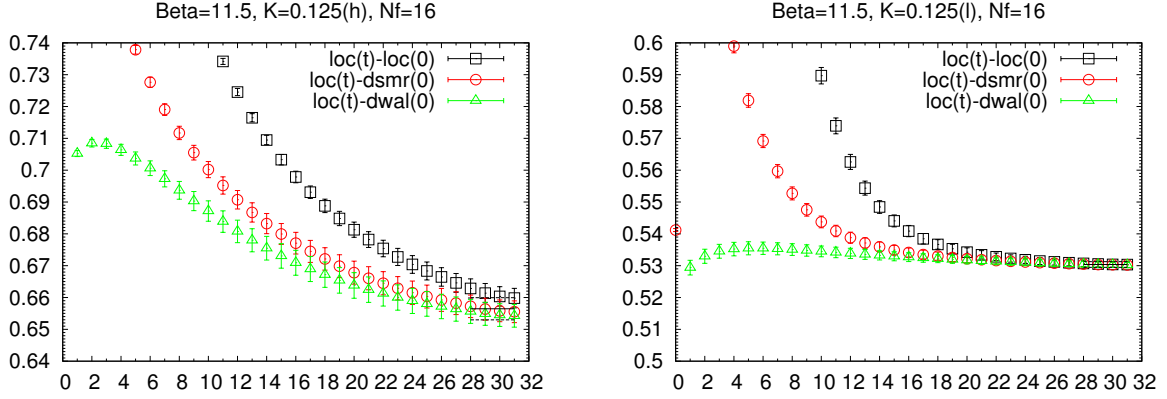 Beta=11.5, K=0.125(h), Nf=16
loc(t)-loc(0)
loc(t)-dsmr(0)
loc(t)-dwal(0)
0.74
0.73
0.72
0.71
0.7
0.69
0.68
0.67
0.66
0.65
0.64
0 2 4 6 8 10 12 14 16 18 20 22 24 26 28 30 32
Beta=11.5, K=0.125(l), Nf=16
loc(t)-loc(0)
loc(t)-dsmr(0)
loc(t)-dwal(0)
0.6
0.59
0.58
0.57
0.56
0.55
0.54
0.53
0.52
0.51
0.5
0 2 4 6 8 10 12 14 16 18 20 22 24 26 28 30 32